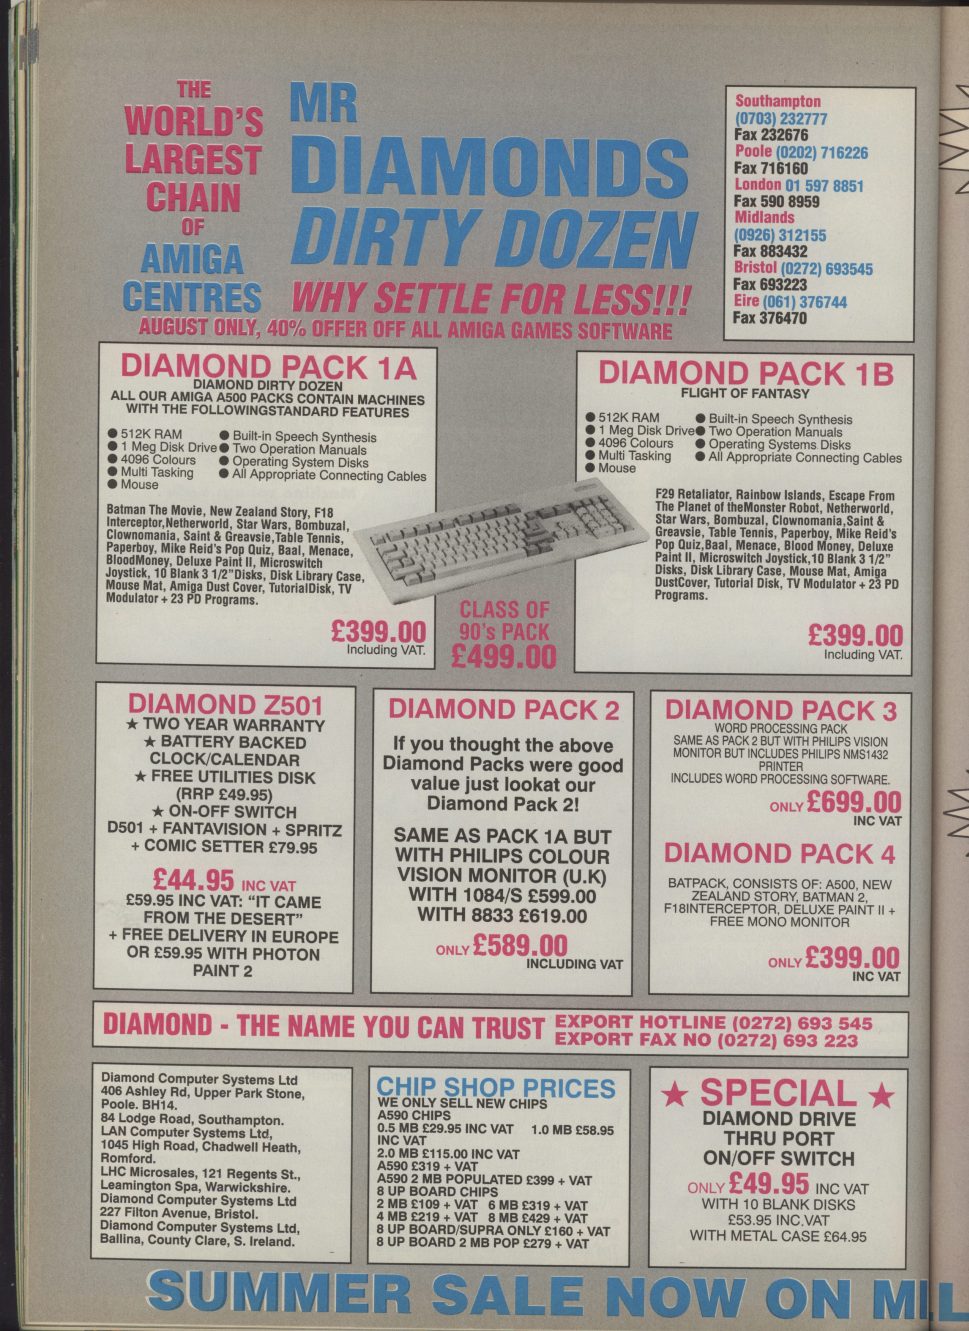 THE
WORLD'S
LARGEST
CHAIN
OF
AMIGA
CENTRES
MR
DIAMONDS
DIRTY DOZEN
WHY SETTLE FOR LESS!!!
AUGUST ONLY, 40% OFFER OFF ALL AMIGA GAMES SOFTWARE
Southampton
(0703) 232777
Fax 232676
Poole (0202) 716226
Fax 716160
London 01 597 8851
Fax 590 8959
Midlands
(0926) 312155
Fax 883432
Bristol (0272) 693545
Fax 693223
Eire (061) 376744
Fax 376470
DIAMOND PACK 1A
DIAMOND DIRTY DOZEN
ALL OUR AMIGA A500 PACKS CONTAIN MACHINES
WITH THE FOLLOWINGSTANDARD FEATURES
● 512K RAM
● 1 Meg Disk Drive
● 4096 Colours
● Multi Tasking
● Mouse
● Built-in Speech Synthesis
● Two Operation Manuals
● Operating System Disks
● All Appropriate Connecting Cables
Batman The Movie, New Zealand Story, F18
Interceptor,Netherworld, Star Wars, Bombuzal,
Clownomania, Saint & Greavsie,Table Tennis,
Paperboy, Mike Reid's Pop Quiz, Baal, Menace,
BloodMoney, Deluxe Paint II, Microswitch
Joystick, 10 Blank 3 1/2"Disks, Disk Library Case,
Mouse Mat, Amiga Dust Cover, TutorialDisk, TV
Modulator + 23 PD Programs.
£399.00
Including VAT.
CLASS OF
90's PACK
£499.00
DIAMOND PACK 1B
FLIGHT OF FANTASY
● 512K RAM
● 1 Meg Disk Drive
● 4096 Colours
● Multi Tasking
● Mouse
● Built-in Speech Synthesis
● Two Operation Manuals
● Operating Systems Disks
● All Appropriate Connecting Cables
F29 Retaliator, Rainbow Islands, Escape From
The Planet of theMonster Robot, Netherworld,
Star Wars, Bombuzal, Clownomania,Saint &
Greavsie, Table Tennis, Paperboy, Mike Reid's
Pop Quiz,Baal, Menace, Blood Money, Deluxe
Paint II, Microswitch Joystick,10 Blank 3 1/2"
Disks, Disk Library Case, Mouse Mat, Amiga
DustCover, Tutorial Disk, TV Modulator + 23 PD
Programs.
£399.00
Including VAT.
DIAMOND Z501
★ TWO YEAR WARRANTY
★ BATTERY BACKED
CLOCK/CALENDAR
★ FREE UTILITIES DISK
(RRP £49.95)
★ ON-OFF SWITCH
D501 + FANTAVISION + SPRITZ
+ COMIC SETTER £79.95
£44.95 INC VAT
£59.95 INC VAT: "IT CAME
FROM THE DESERT"
+ FREE DELIVERY IN EUROPE
OR £59.95 WITH PHOTON
PAINT 2
DIAMOND PACK 2
If you thought the above
Diamond Packs were good
value just lookat our
Diamond Pack 2!
SAME AS PACK 1A BUT
WITH PHILIPS COLOUR
VISION MONITOR (U.K)
WITH 1084/S £599.00
WITH 8833 £619.00
ONLY £589.00
INCLUDING VAT
DIAMOND PACK 3
WORD PROCESSING PACK
SAME AS PACK 2 BUT WITH PHILIPS VISION
MONITOR BUT INCLUDES PHILIPS NMS1432
PRINTER
INCLUDES WORD PROCESSING SOFTWARE.
ONLY £699.00
INC VAT
DIAMOND PACK 4
BATPACK, CONSISTS OF: A500, NEW
ZEALAND STORY, BATMAN 2,
F18INTERCEPTOR, DELUXE PAINT II +
FREE MONO MONITOR
ONLY £399.00
INC VAT
DIAMOND - THE NAME YOU CAN TRUST
EXPORT HOTLINE (0272) 693 545
EXPORT FAX NO (0272) 693 223
Diamond Computer Systems Ltd
406 Ashley Rd, Upper Park Stone,
Poole. BH14.
84 Lodge Road, Southampton.
LAN Computer Systems Ltd,
1045 High Road, Chadwell Heath,
Romford.
LHC Microsales, 121 Regents St.,
Leamington Spa, Warwickshire.
Diamond Computer Systems Ltd
227 Filton Avenue, Bristol.
Diamond Computer Systems Ltd,
Ballina, County Clare, S. Ireland.
CHIP SHOP PRICES
WE ONLY SELL NEW CHIPS
A590 CHIPS
0.5 MB £29.95 INC VAT 1.0 MB £58.95
INC VAT
2.0 MB £115.00 INC VAT
A590 £319 + VAT
A590 2 MB POPULATED £399 + VAT
8 UP BOARD CHIPS
2 MB £109 + VAT 6 MB £319 + VAT
4 MB £219 + VAT 8 MB £429 + VAT
8 UP BOARD/SUPRA ONLY £160 + VAT
8 UP BOARD 2 MB POP £279 + VAT
★ SPECIAL ★
DIAMOND DRIVE
THRU PORT
ON/OFF SWITCH
ONLY £49.95 INC VAT
WITH 10 BLANK DISKS
£53.95 INC,VAT
WITH METAL CASE £64.95
SUMMER SALE NOW ON MIL